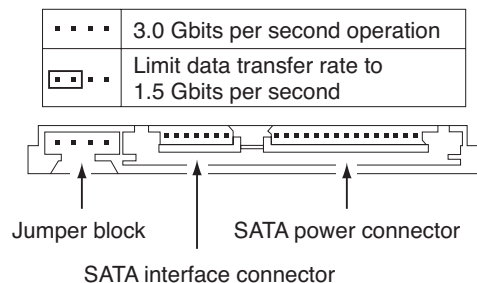 3.0 Gbits per second operation
Limit data transfer rate to
1.5 Gbits per second
Jumper block
SATA power connector
SATA interface connector